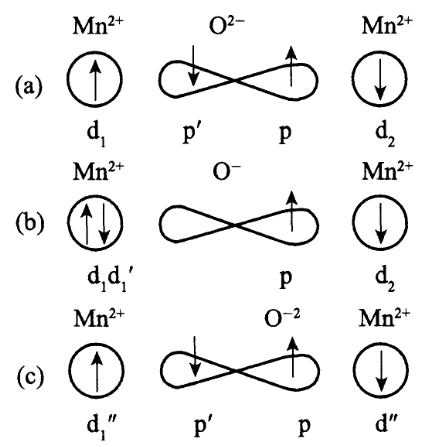 Mn²⁺ O²⁻ Mn²⁺
(a)
d₁ p′ p d₂
Mn²⁺ O⁻ Mn²⁺
(b)
d₁d₁′ p d₂
Mn²⁺ O⁻² Mn²⁺
(c)
d₁″ p′ p d″